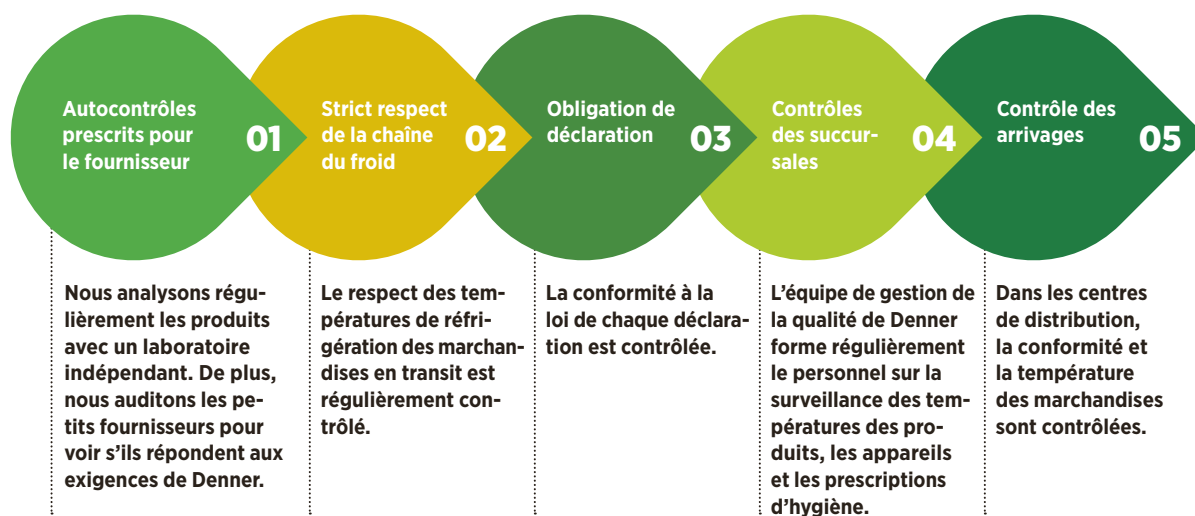 Autocontrôles
prescrits pour
le fournisseur
01
Strict respect
de la chaîne
du froid
02
Obligation de
déclaration
03
Contrôles
des succur-
sales
04
Contrôle des
arrivages
05
Nous analysons régu-
lièrement les produits
avec un laboratoire
indépendant. De plus,
nous auditons les pe-
tits fournisseurs pour
voir s'ils répondent aux
exigences de Denner.
Le respect des tem-
pératures de réfri-
gération des marchan-
dises en transit est
régulièrement con-
trôlé.
La conformité à la
loi de chaque déclara-
tion est contrôlée.
L'équipe de gestion de
la qualité de Denner
forme régulièrement
le personnel sur la
surveillance des tem-
pératures des pro-
duits, les appareils
et les prescriptions
d'hygiène.
Dans les centres
de distribution,
la conformité et
la température
des marchandises
sont contrôlées.